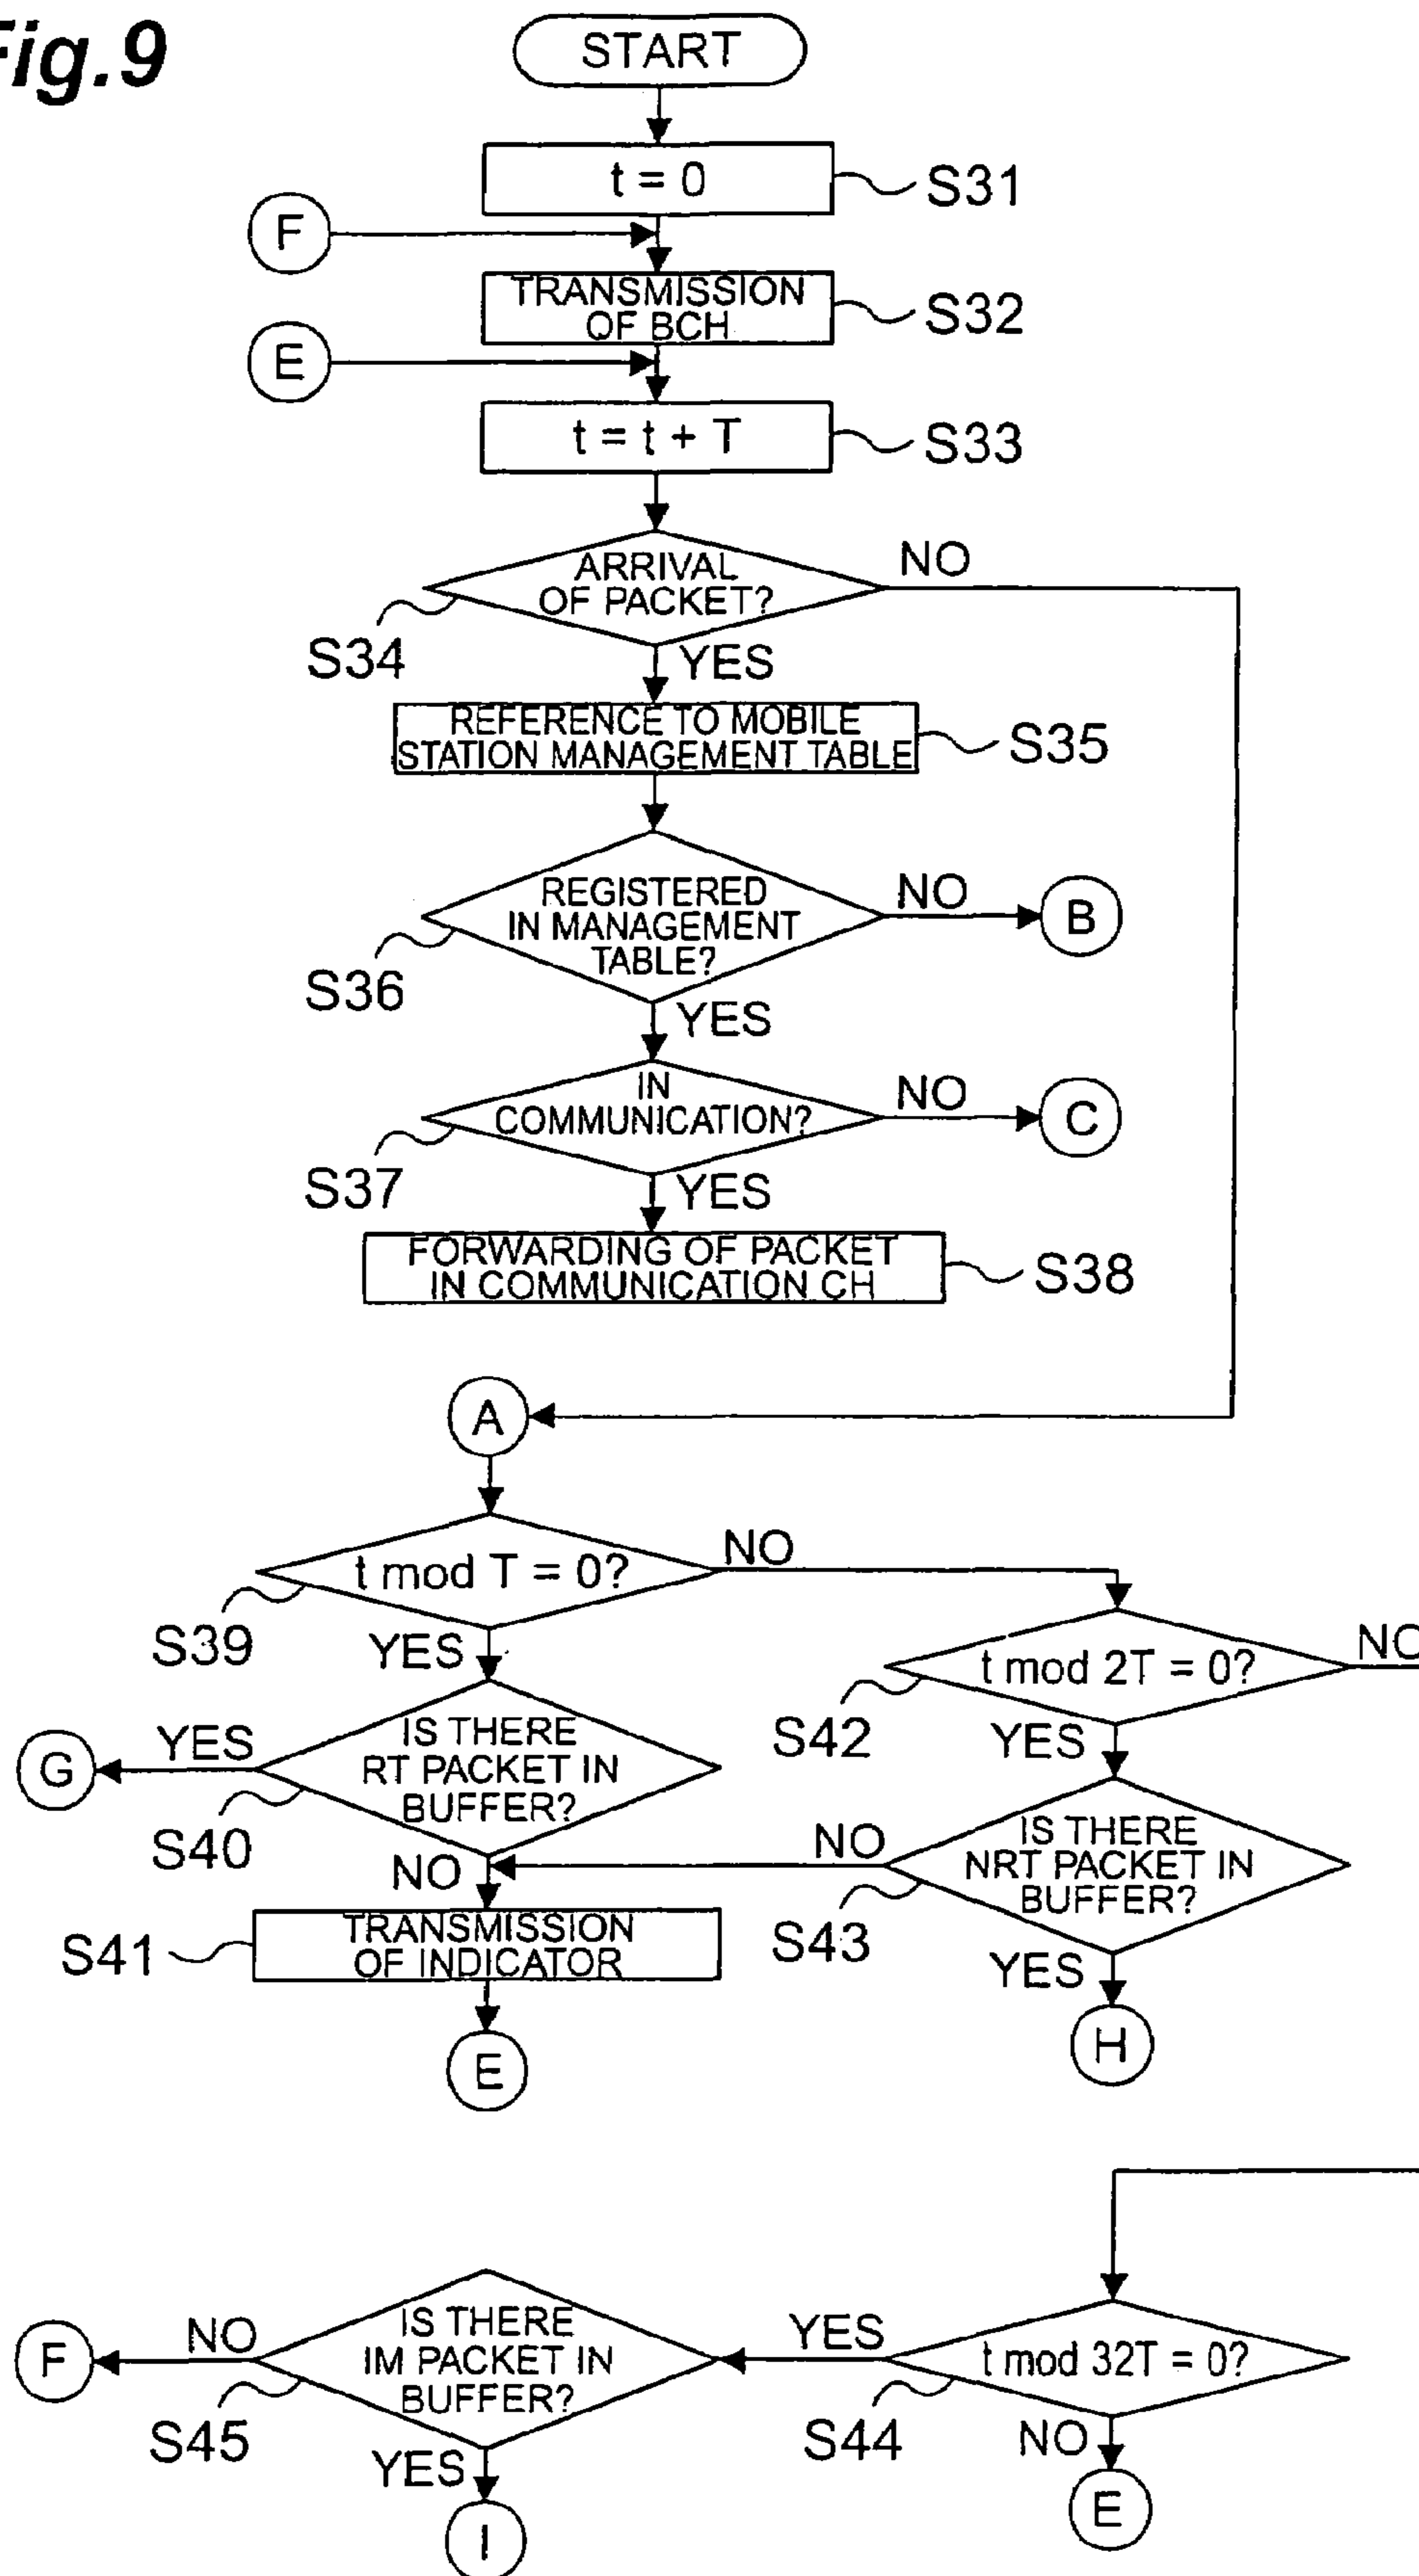 Fig.9
START
t = 0
S31
F
TRANSMISSION
OF BCH
S32
E
t = t + T
S33
ARRIVAL
OF PACKET?
NO
S34
YES
REFERENCE TO MOBILE
STATION MANAGEMENT TABLE
S35
REGISTERED
IN MANAGEMENT
TABLE?
NO
B
S36
YES
IN
COMMUNICATION?
NO
C
S37
YES
FORWARDING OF PACKET
IN COMMUNICATION CH
S38
A
t mod T = 0?
NO
S39
YES
t mod 2T = 0?
NO
S42
YES
G
YES
IS THERE
RT PACKET IN
BUFFER?
S40
NO
IS THERE
NRT PACKET IN
BUFFER?
NO
S43
YES
S41
TRANSMISSION
OF INDICATOR
E
H
F
NO
IS THERE
IM PACKET IN
BUFFER?
YES
t mod 32T = 0?
S45
YES
S44
NO
I
E